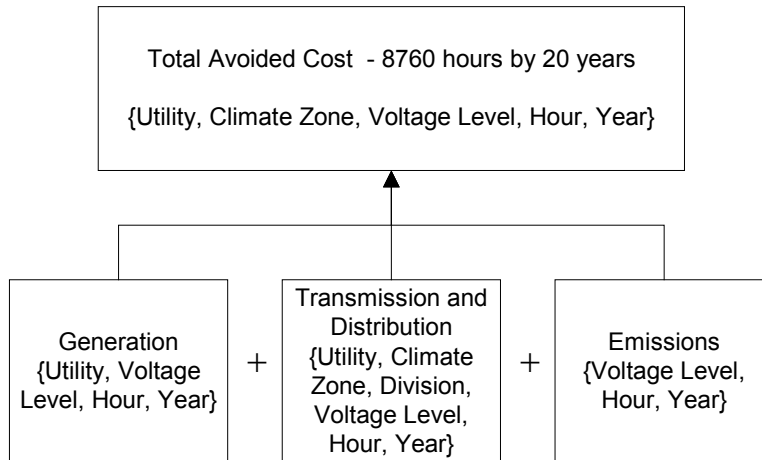 Total Avoided Cost - 8760 hours by 20 years
{Utility, Climate Zone, Voltage Level, Hour, Year}
Generation
{Utility, Voltage
Level, Hour, Year}
+
Transmission and
Distribution
{Utility, Climate
Zone, Division,
Voltage Level,
Hour, Year}
+
Emissions
{Voltage Level,
Hour, Year}